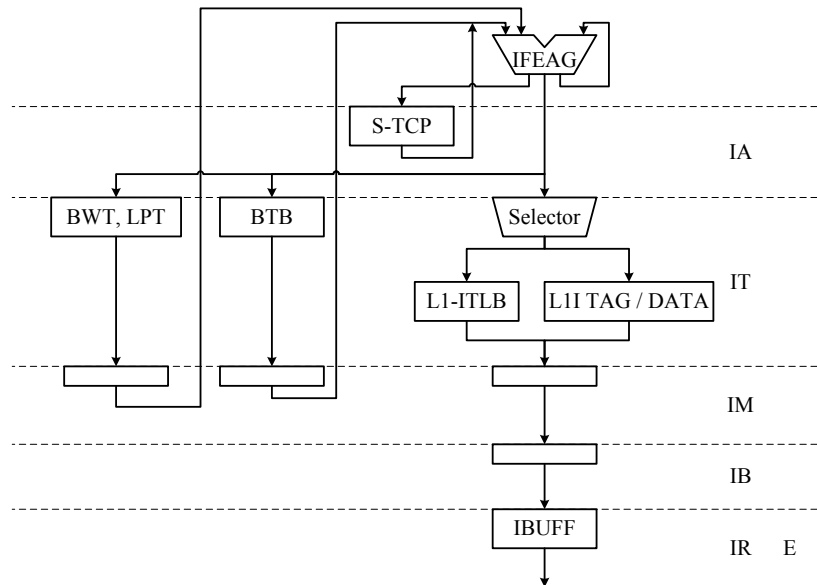 IFEAG
S-TCP
IA
BWT, LPT
BTB
Selector
IT
L1-ITLB
L1I TAG / DATA
IM
IB
IBUFF
IR E